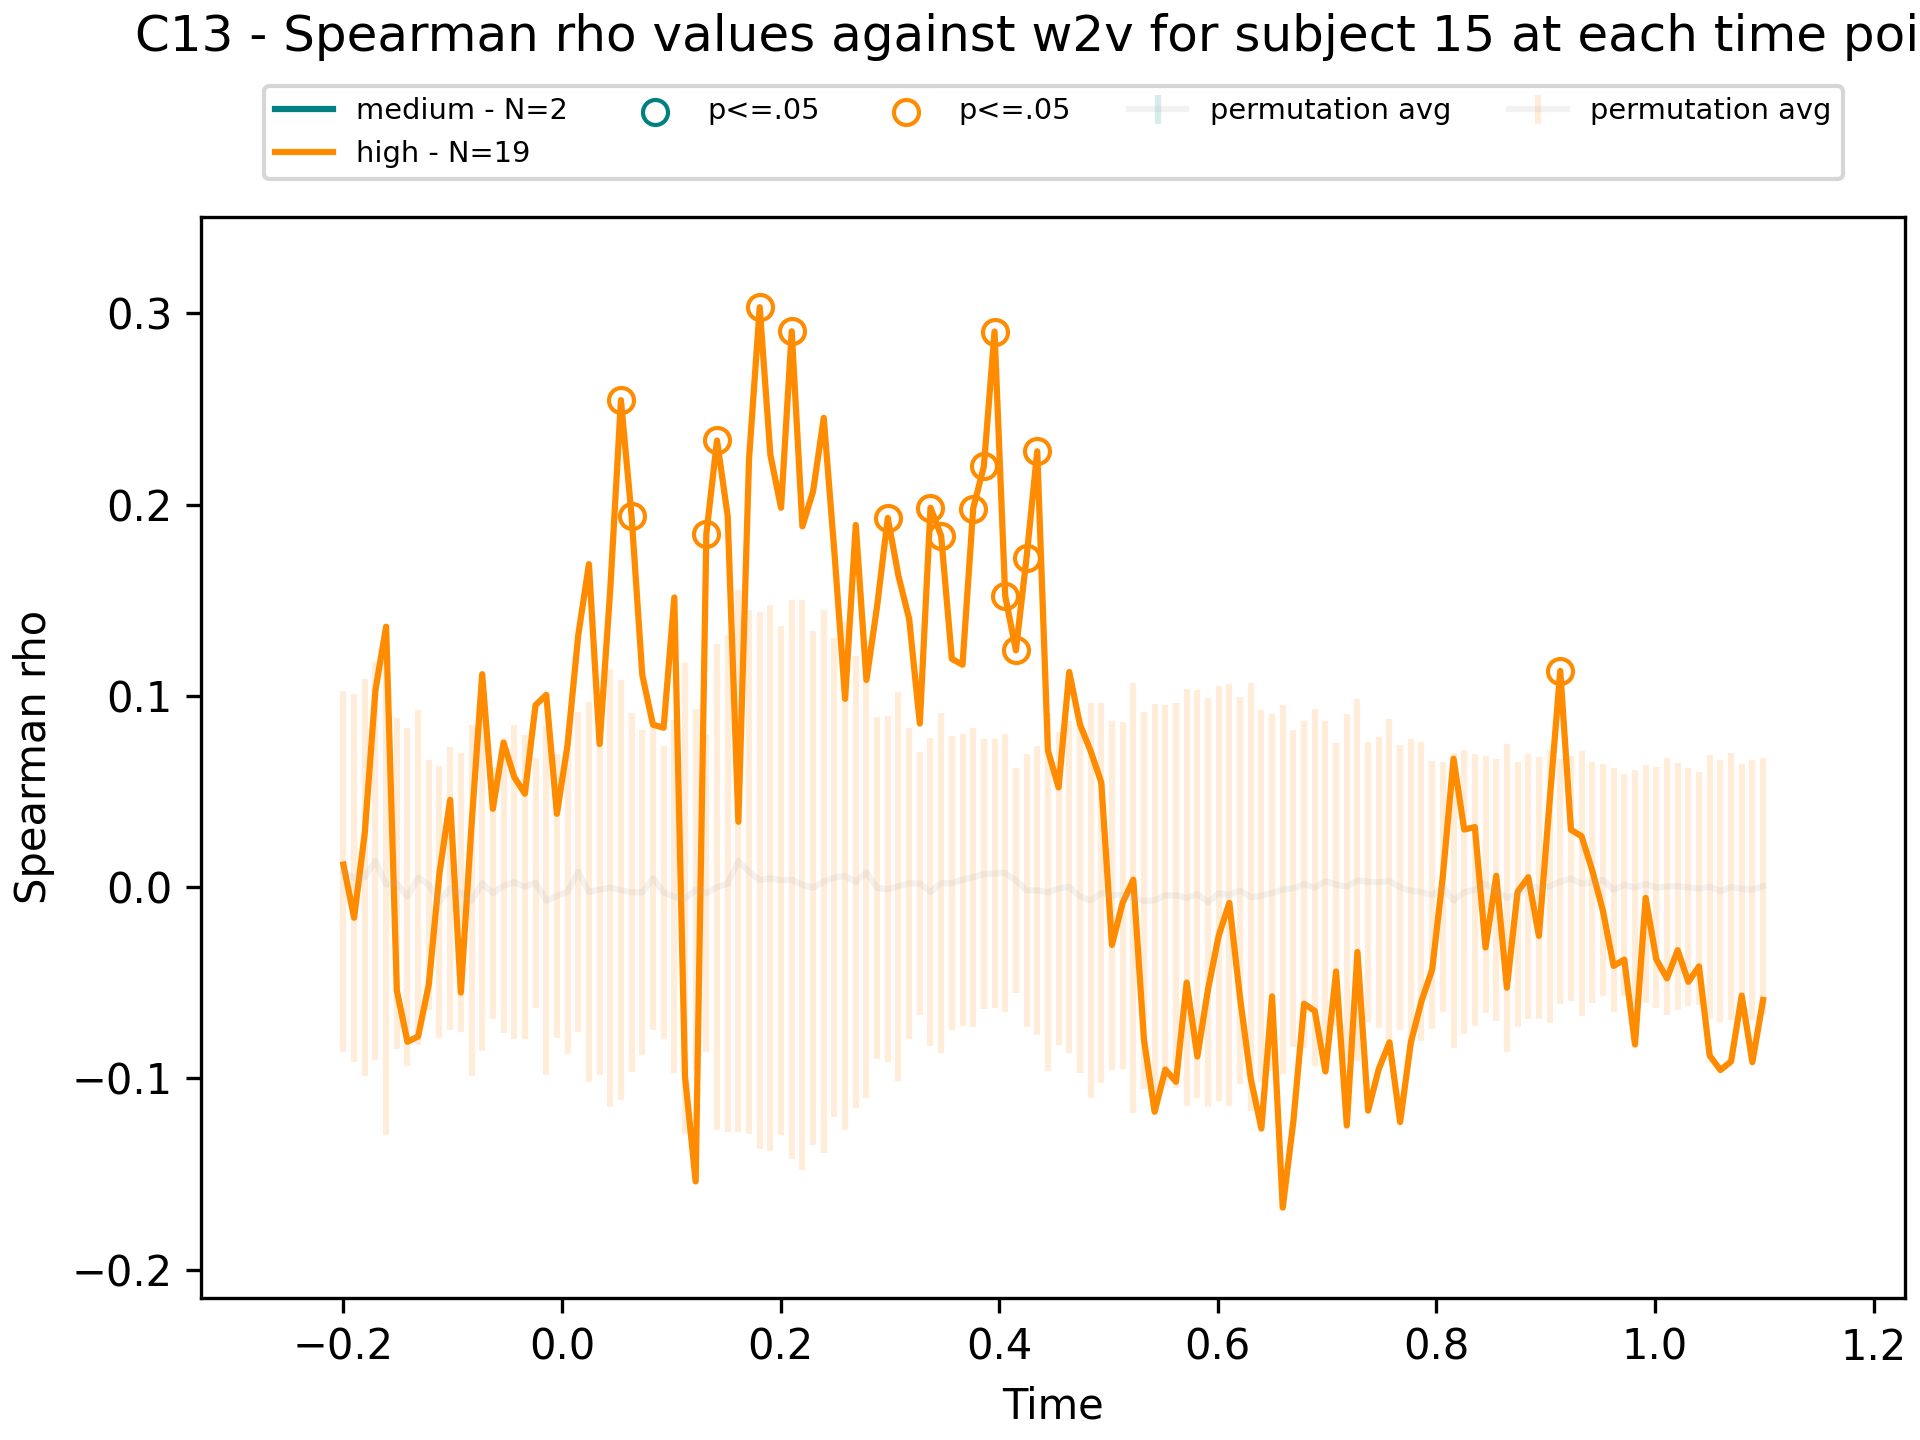 C13 - Spearman rho values against w2v for subject 15 at each time poi
medium - N=2
high - N=19
p<=.05
p<=.05
permutation avg
permutation avg
Spearman rho
0.3
0.2
0.1
0.0
−0.1
−0.2
−0.2
0.0
0.2
0.4
0.6
0.8
1.0
1.2
Time